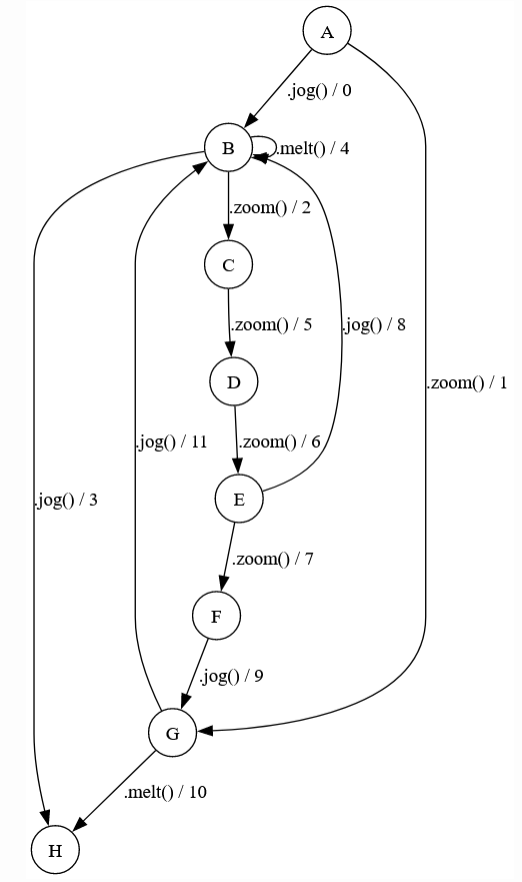 A
.jog() / 0
B
.melt() / 4
.zoom() / 2
C
.zoom() / 5
.jog() / 8
D
.zoom() / 1
.jog() / 11
.zoom() / 6
.jog() / 3
E
.zoom() / 7
F
.jog() / 9
G
.melt() / 10
H